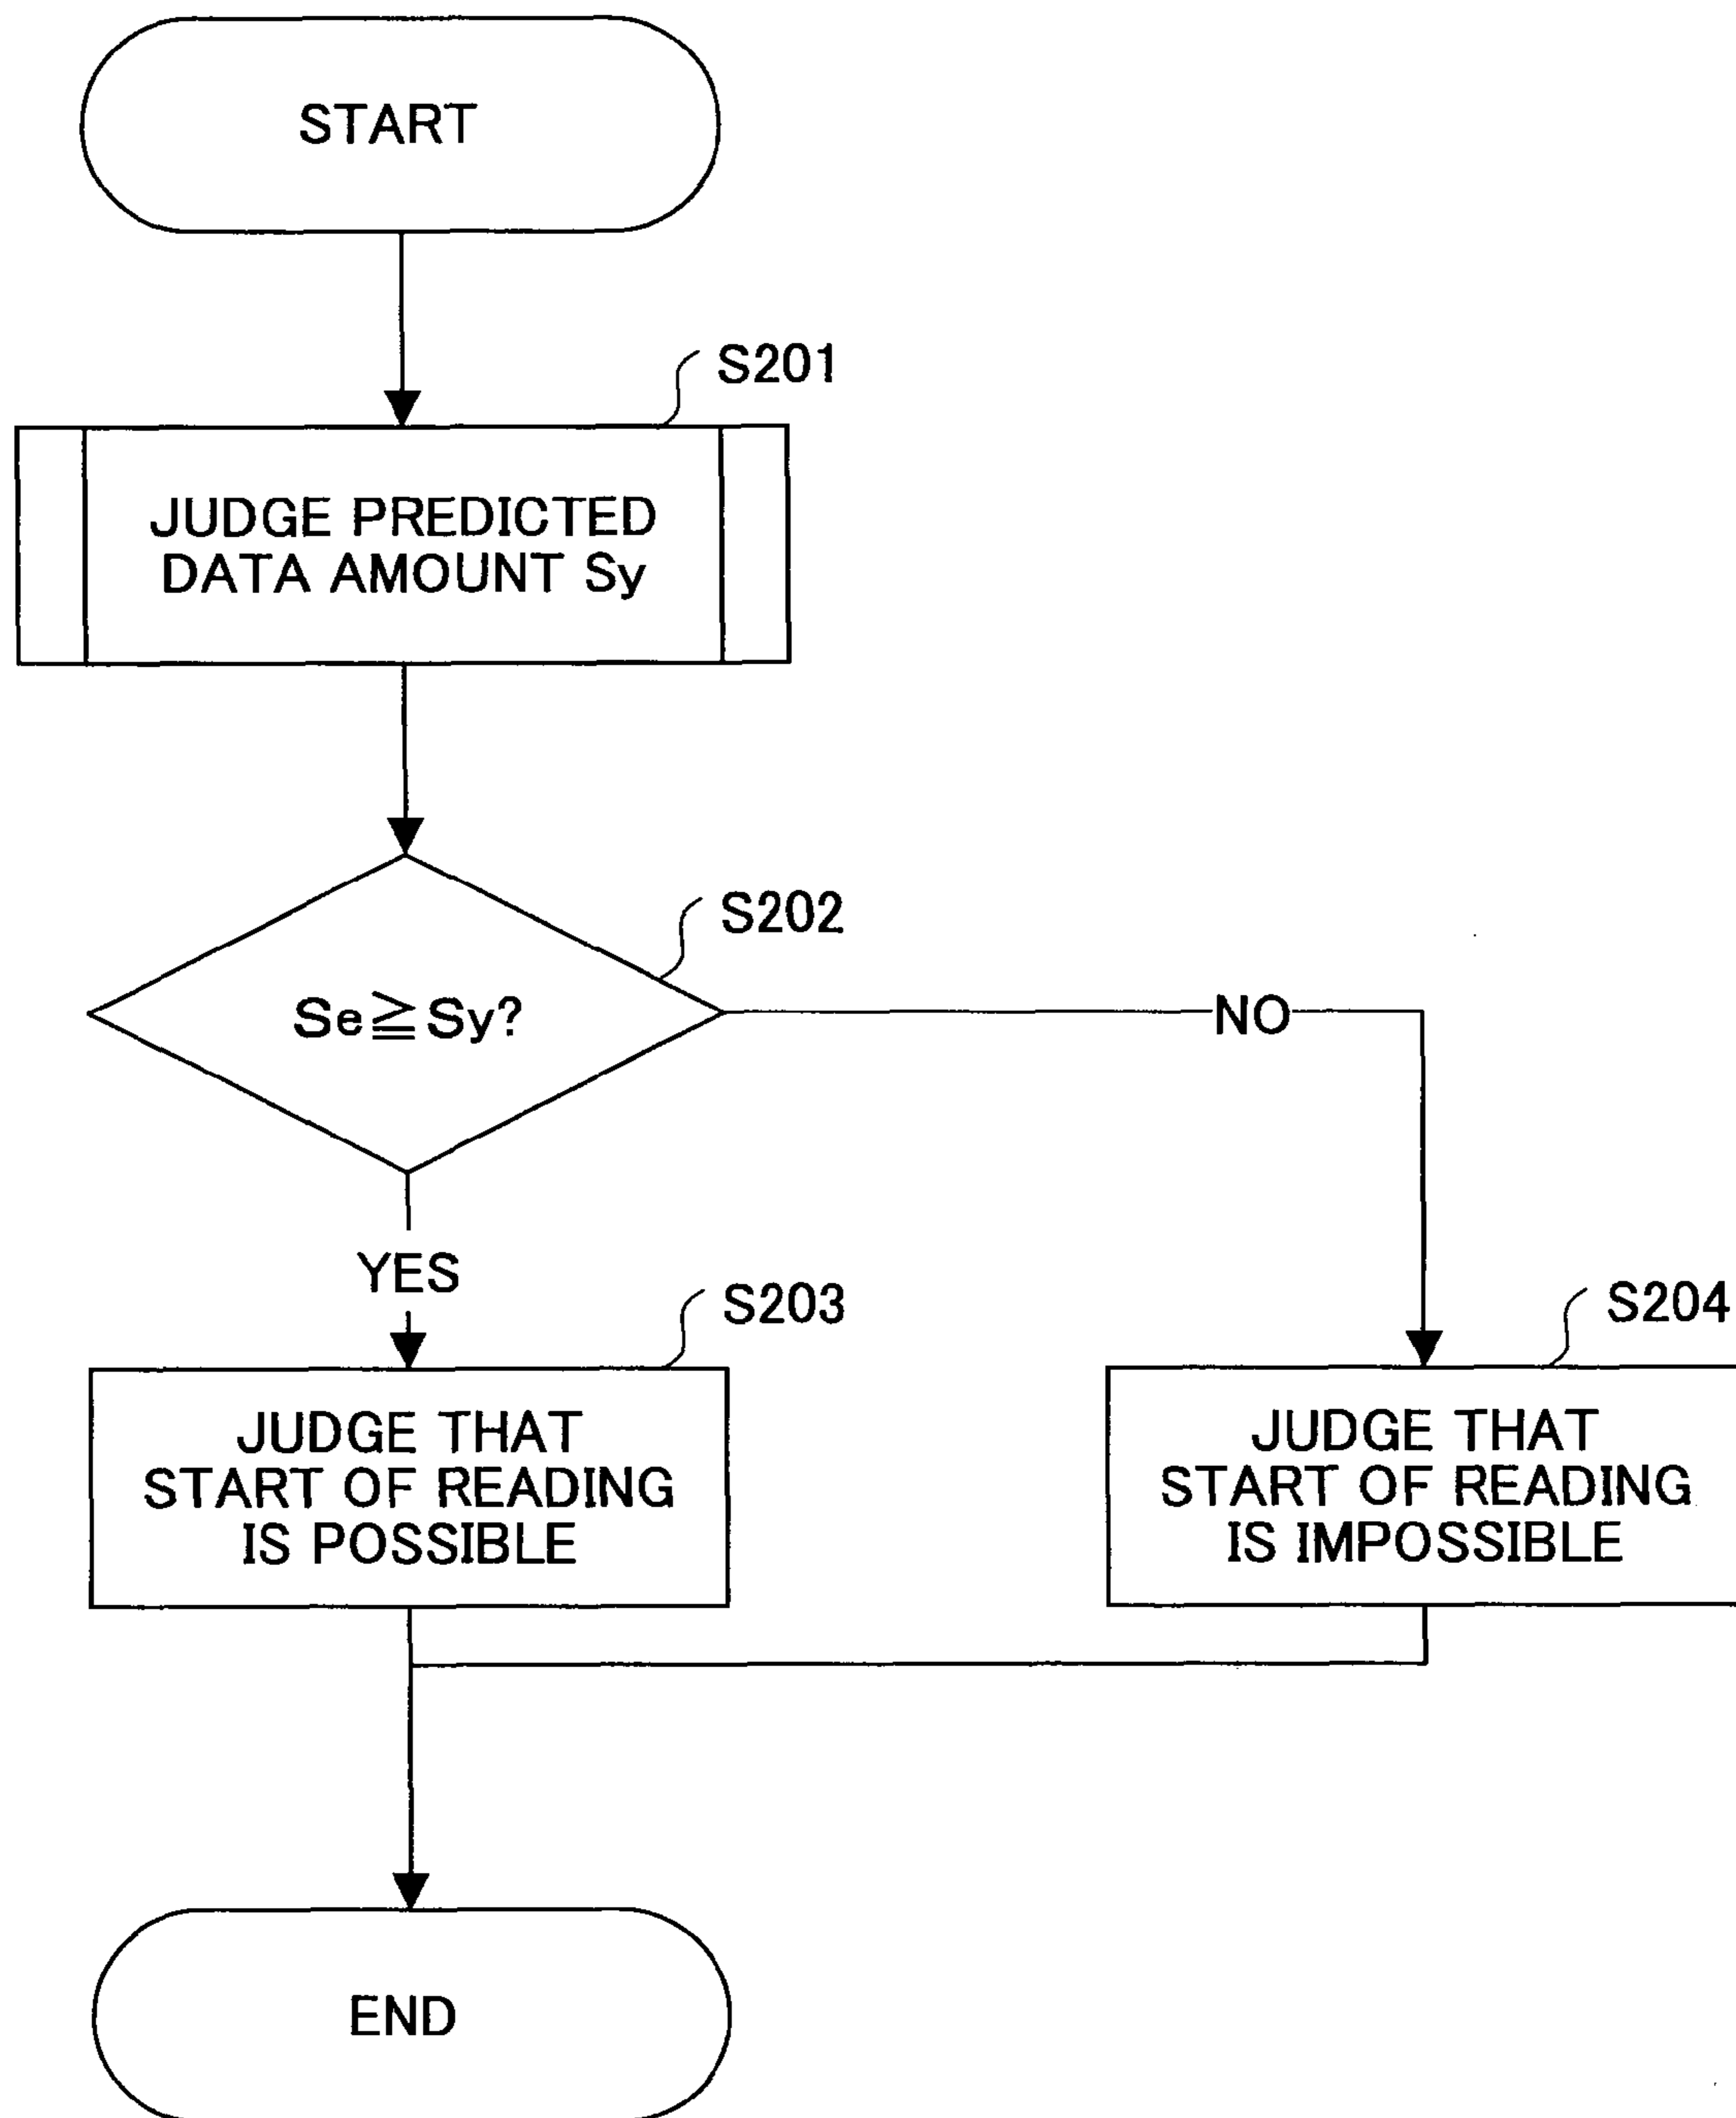 START
S201
JUDGE PREDICTED
DATA AMOUNT Sy
S202
Se≧Sy?
NO
YES
S203
JUDGE THAT
START OF READING
IS POSSIBLE
S204
JUDGE THAT
START OF READING
IS IMPOSSIBLE
END